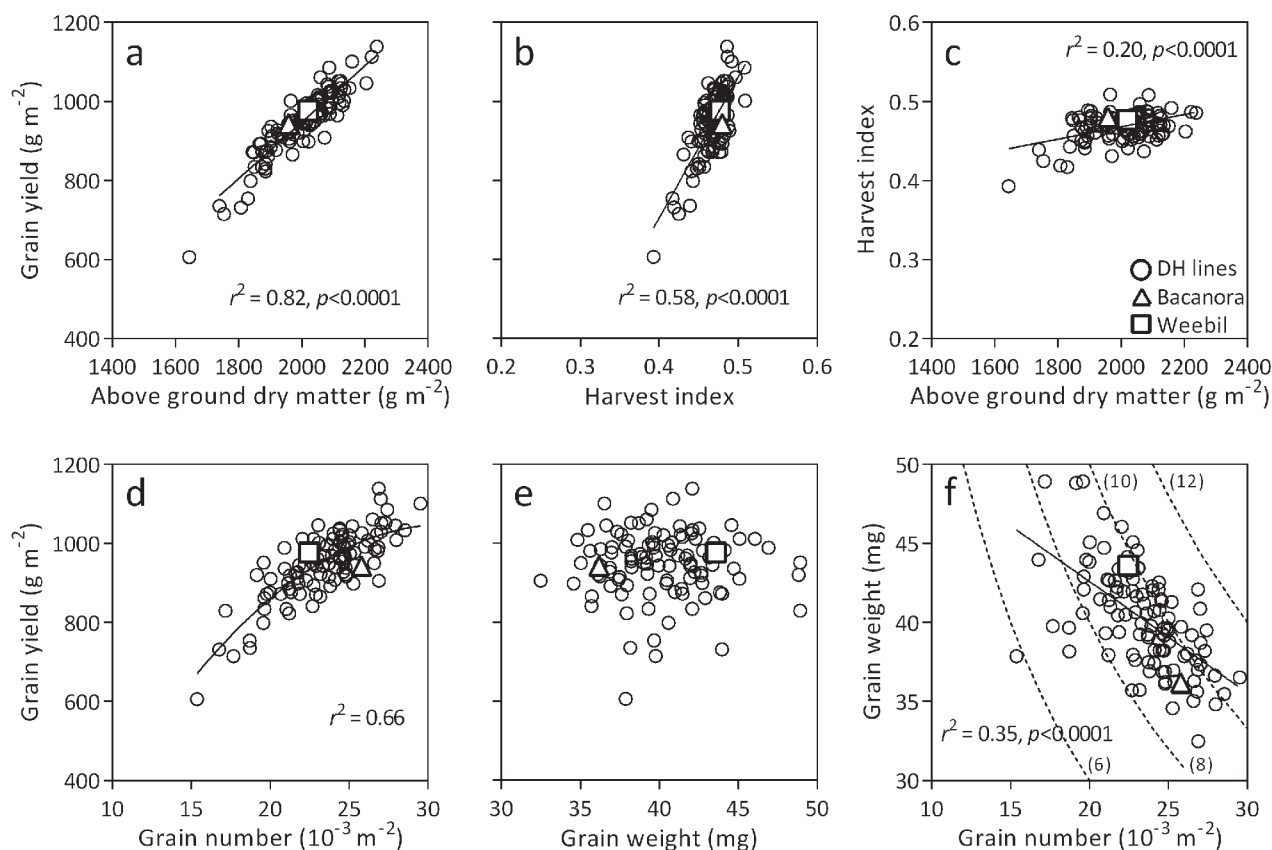 a
b
c
r² = 0.20, p<0.0001
1200
1000
800
600
400
Grain yield (g m⁻²)
r² = 0.82, p<0.0001
1400 1600 1800 2000 2200 2400
Above ground dry matter (g m⁻²)
r² = 0.58, p<0.0001
0.2 0.3 0.4 0.5 0.6
Harvest index
0.6
0.5
0.4
0.3
0.2
Harvest index
DH lines
Bacanora
Weebil
1400 1600 1800 2000 2200 2400
Above ground dry matter (g m⁻²)
d
e
f
1200
1000
800
600
400
Grain yield (g m⁻²)
r² = 0.66
10 15 20 25 30
Grain number (10⁻³ m⁻²)
30 35 40 45 50
Grain weight (mg)
50
45
40
35
30
Grain weight (mg)
(10) (12)
r² = 0.35, p<0.0001
(6) (8)
10 15 20 25 30
Grain number (10⁻³ m⁻²)